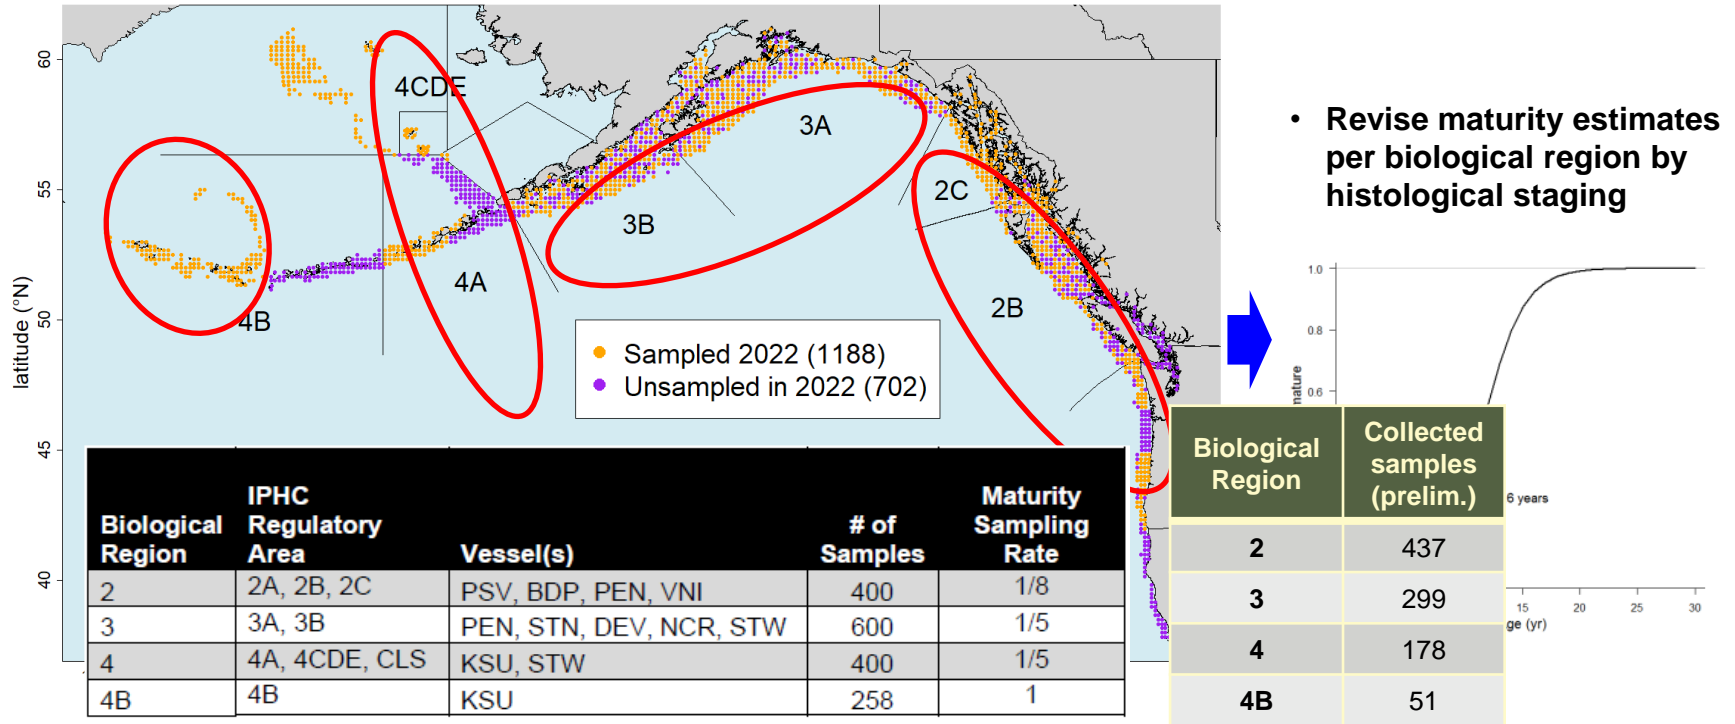 60
55
50
45
40
latitude (°N)
4CDE
3A
3B
2C
2B
4A
4B
Sampled 2022 (1188)
Unsampled in 2022 (702)
• Revise maturity estimates
per biological region by
histological staging
1.0
0.8
0.6
mature
6 years
15 20 25 30
ge (yr)
Biological Region IPHC Regulatory Area Vessel(s) # of Samples Maturity Sampling Rate
2 2A, 2B, 2C PSV, BDP, PEN, VNI 400 1/8
3 3A, 3B PEN, STN, DEV, NCR, STW 600 1/5
4 4A, 4CDE, CLS KSU, STW 400 1/5
4B 4B KSU 258 1
Biological Region Collected samples (prelim.)
2 437
3 299
4 178
4B 51